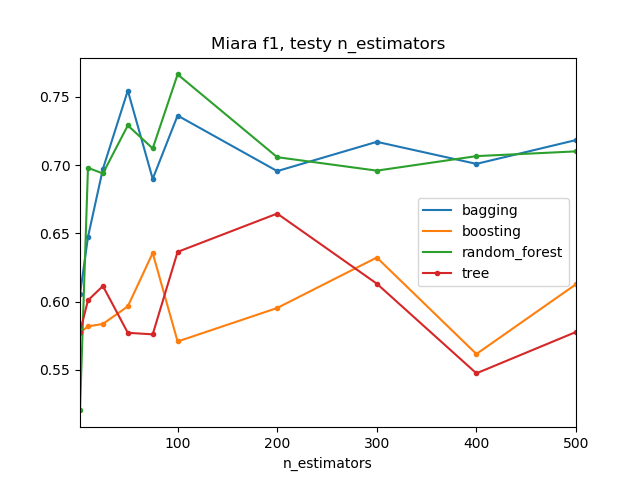 Miara f1, testy n_estimators
0.75
0.70
0.65
0.60
0.55
bagging
boosting
random_forest
tree
100
200
300
400
500
n_estimators